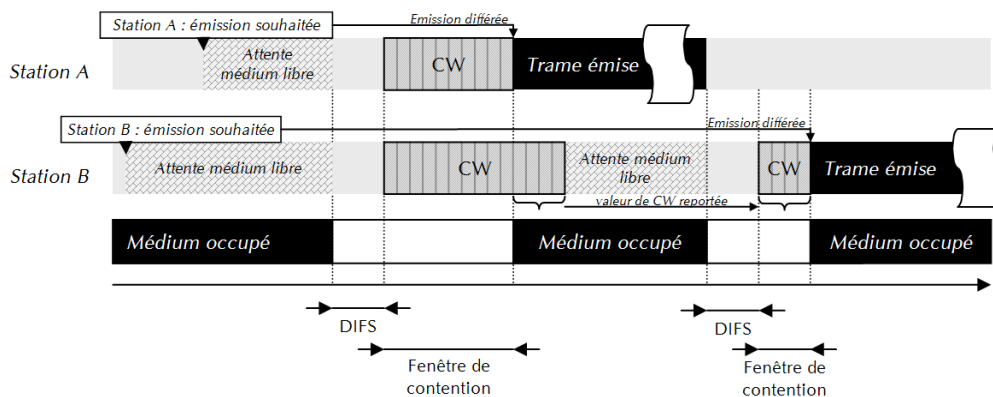 Station A : émission souhaitée
Emission différée
Station A
Attente
médium libre
CW
Trame émise
Station B : émission souhaitée
Emission différée
Station B
Attente médium libre
CW
Attente médium
libre
CW
Trame émise
valeur de CW reportée
Médium occupé
Médium occupé
Médium occupé
DIFS
DIFS
Fenêtre de
contention
Fenêtre de
contention